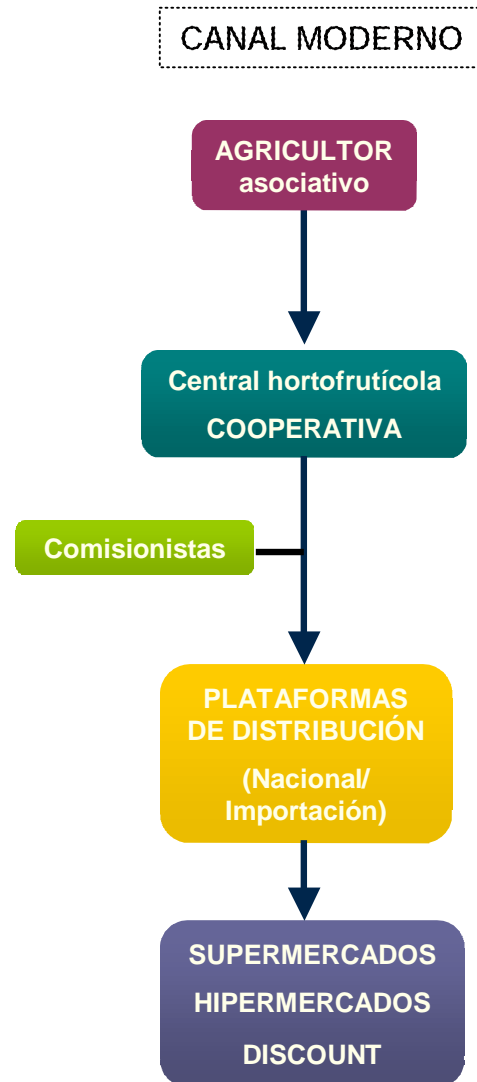 CANAL MODERNO
AGRICULTOR
asociativo
Central hortofrutícola
COOPERATIVA
Comisionistas
PLATAFORMAS
DE DISTRIBUCIÓN
(Nacional/
Importación)
SUPERMERCADOS
HIPERMERCADOS
DISCOUNT